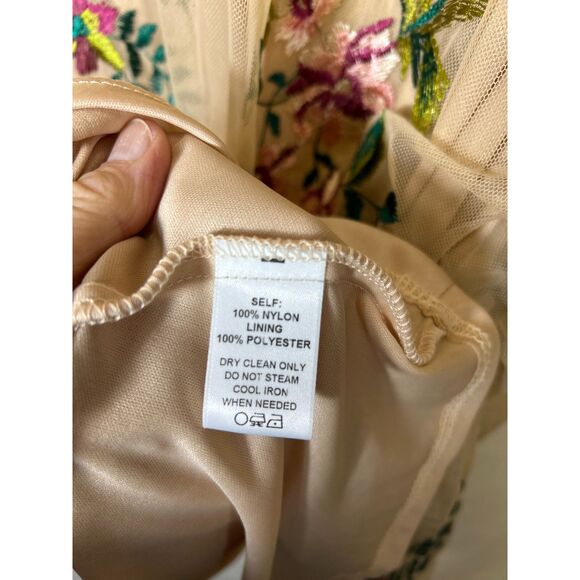 SELF:
100% NYLON
LINING
100% POLYESTER
DRY CLEAN ONLY
DO NOT STEAM
COOL IRON
WHEN NEEDED